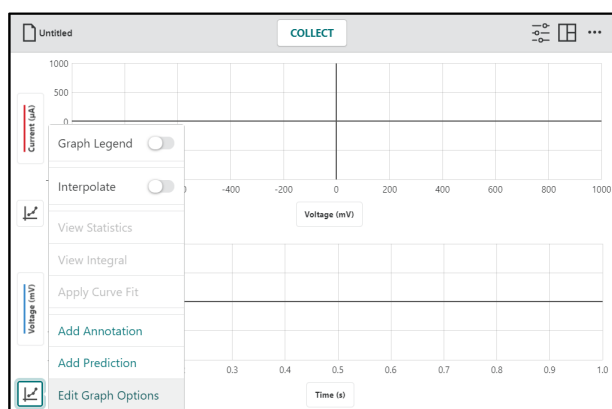 Untitled
COLLECT
1000
500
0
Current (µA)
-400
-200
0
200
400
600
800
1000
Voltage (mV)
Graph Legend
Interpolate
View Statistics
View Integral
Apply Curve Fit
Add Annotation
Add Prediction
Edit Graph Options
Voltage (mV)
0.3
0.4
0.5
0.6
0.7
0.8
0.9
1.0
Time (s)